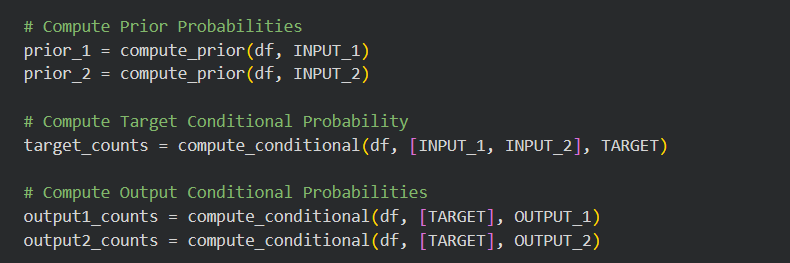 # Compute Prior Probabilities
prior_1 = compute_prior(df, INPUT_1)
prior_2 = compute_prior(df, INPUT_2)
# Compute Target Conditional Probability
target_counts = compute_conditional(df, [INPUT_1, INPUT_2], TARGET)
# Compute Output Conditional Probabilities
output1_counts = compute_conditional(df, [TARGET], OUTPUT_1)
output2_counts = compute_conditional(df, [TARGET], OUTPUT_2)